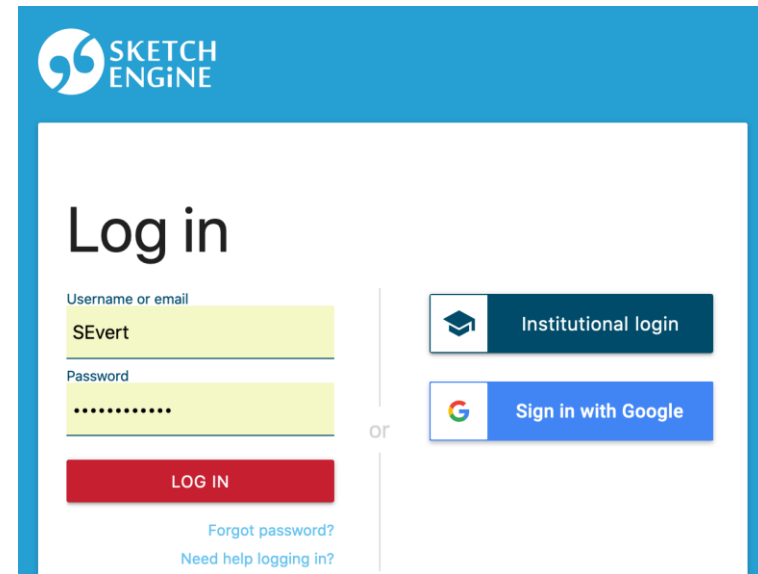 SKETCH
ENGiNE
Log in
Username or email
SEvert
Password
••••••••••••
LOG IN
Forgot password?
Need help logging in?
or
Institutional login
Sign in with Google